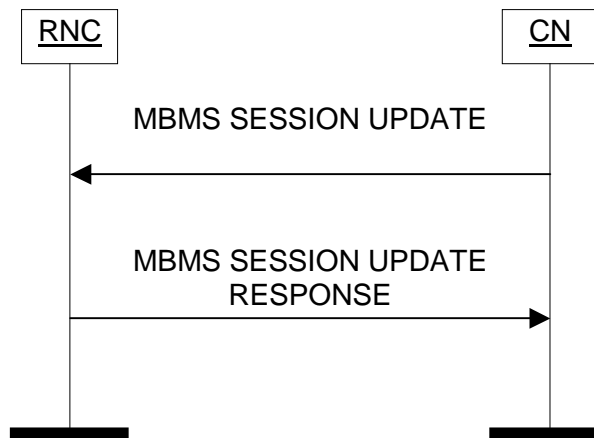 RNC
CN
MBMS SESSION UPDATE
MBMS SESSION UPDATE
RESPONSE